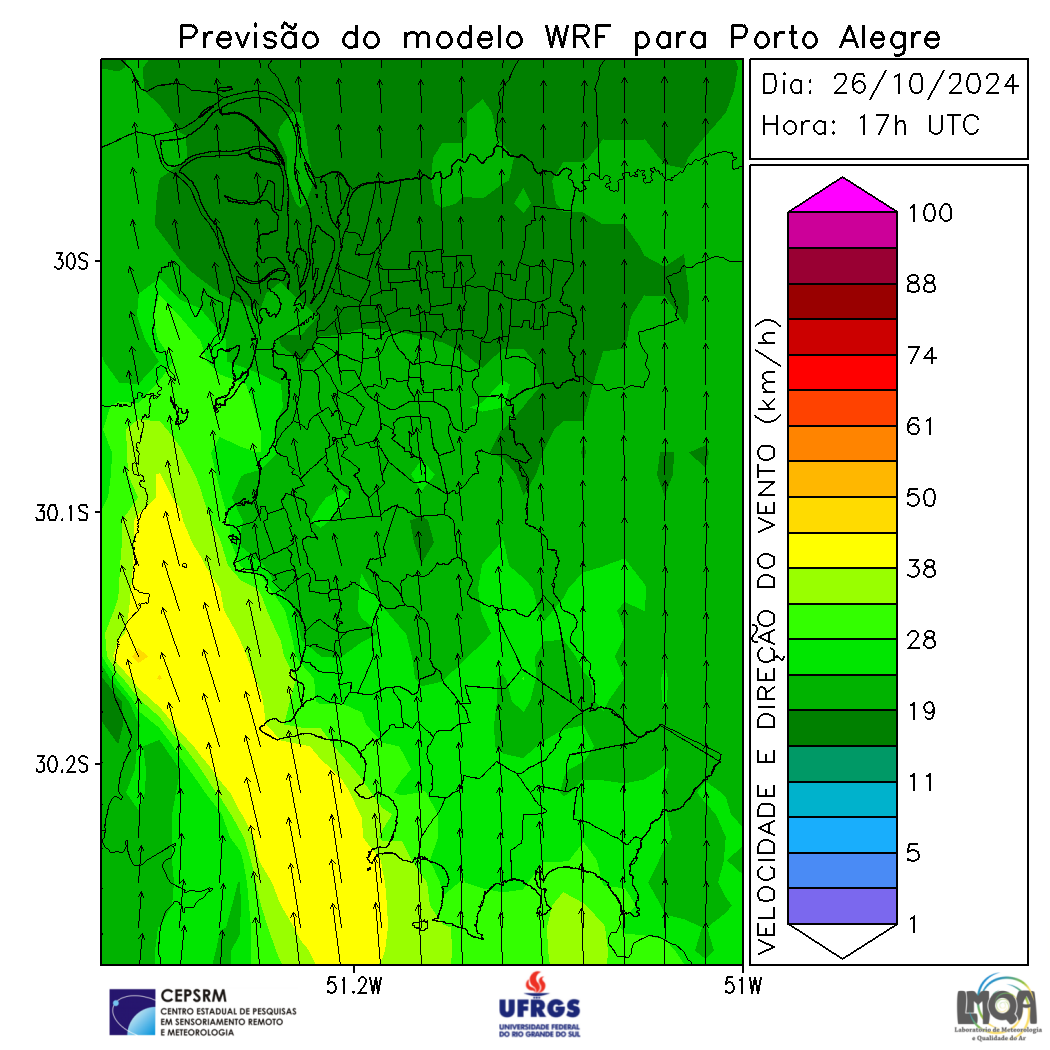 Previsão do modelo WRF para Porto Alegre
Dia: 26/10/2024
Hora: 17h UTC
30S
30.1S
30.2S
51.2W
51W
VELOCIDADE E DIREÇÃO DO VENTO (km/h)
100
88
74
61
50
38
28
19
11
5
1
CEPSRM
CENTRO ESTADUAL DE PESQUISAS
EM SENSORIAMENTO REMOTO
E METEOROLOGIA
UFRGS
UNIVERSIDADE FEDERAL
DO RIO GRANDE DO SUL
LMQA
Laboratório de Meteorologia
e Qualidade do Ar